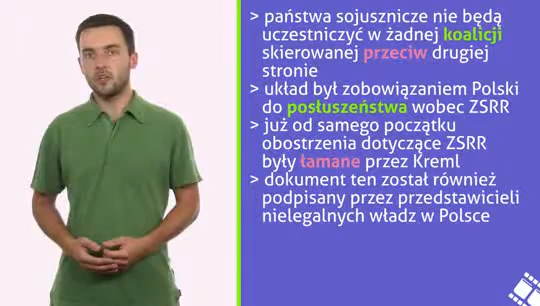 > państwa sojusznicze nie będą
uczestniczyć w żadnej koalicji
skierowanej przeciw drugiej
stronie
> układ był zobowiązaniem Polski
do posłuszeństwa wobec ZSRR
> już od samego początku
obostrzenia dotyczące ZSRR
były łamane przez Kreml
> dokument ten został również
podpisany przez przedstawicieli
nielegalnych władz w Polsce